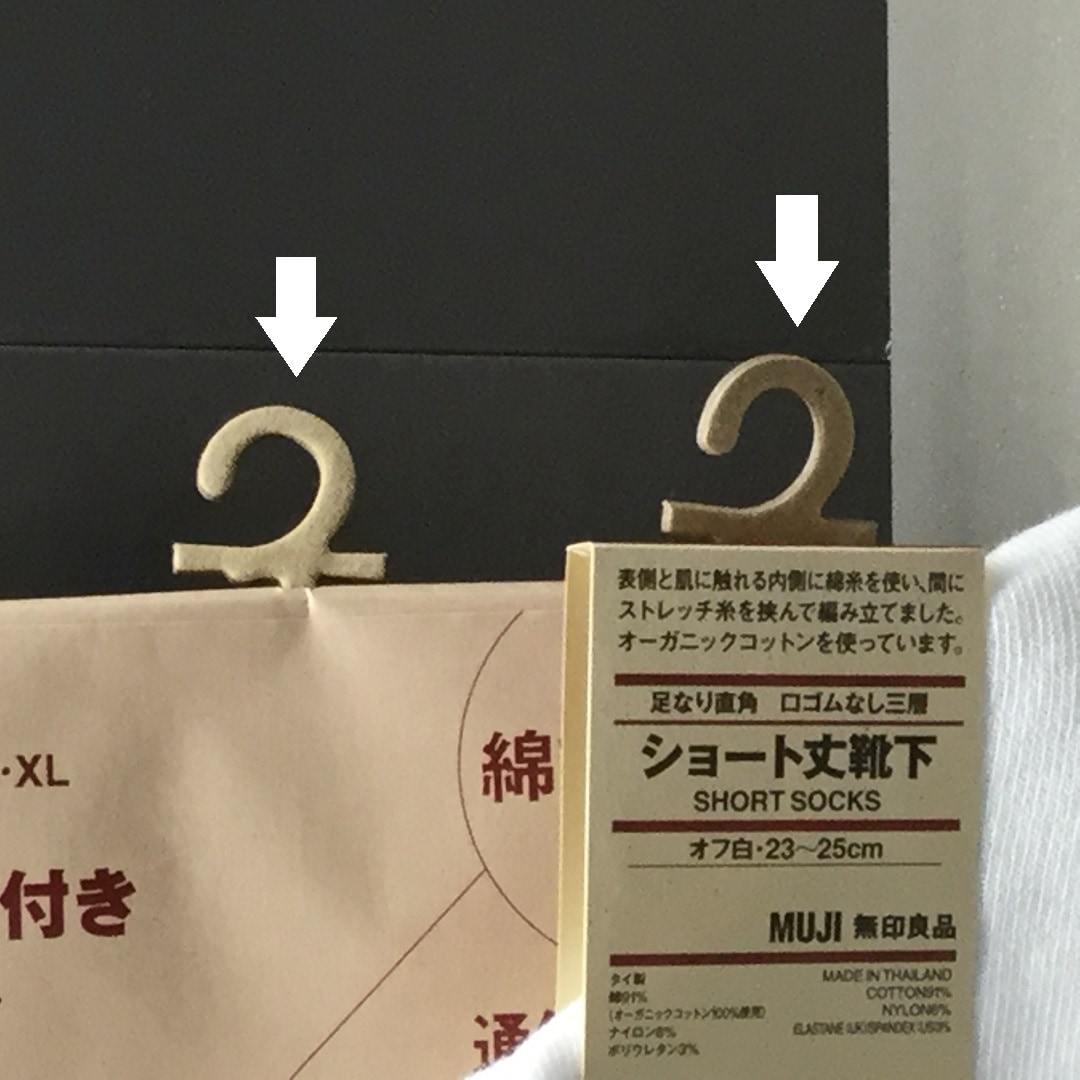 ・XL
付き
綿
通
表側と肌に触れる内側に綿糸を使い、間に
ストレッチ糸を挟んで編み立てました。
オーガニックコットンを使っています。
足なり直角　口ゴムなし三層
ショート丈靴下
SHORT SOCKS
オフ白・23～25cm
MUJI 無印良品
タイ製
綿91%
(オーガニックコットン100%使用)
ナイロン6%
ポリウレタン3%
MADE IN THAILAND
COTTON91%
NYLON6%
ELASTANE (UK)/SPANDEX (US)3%